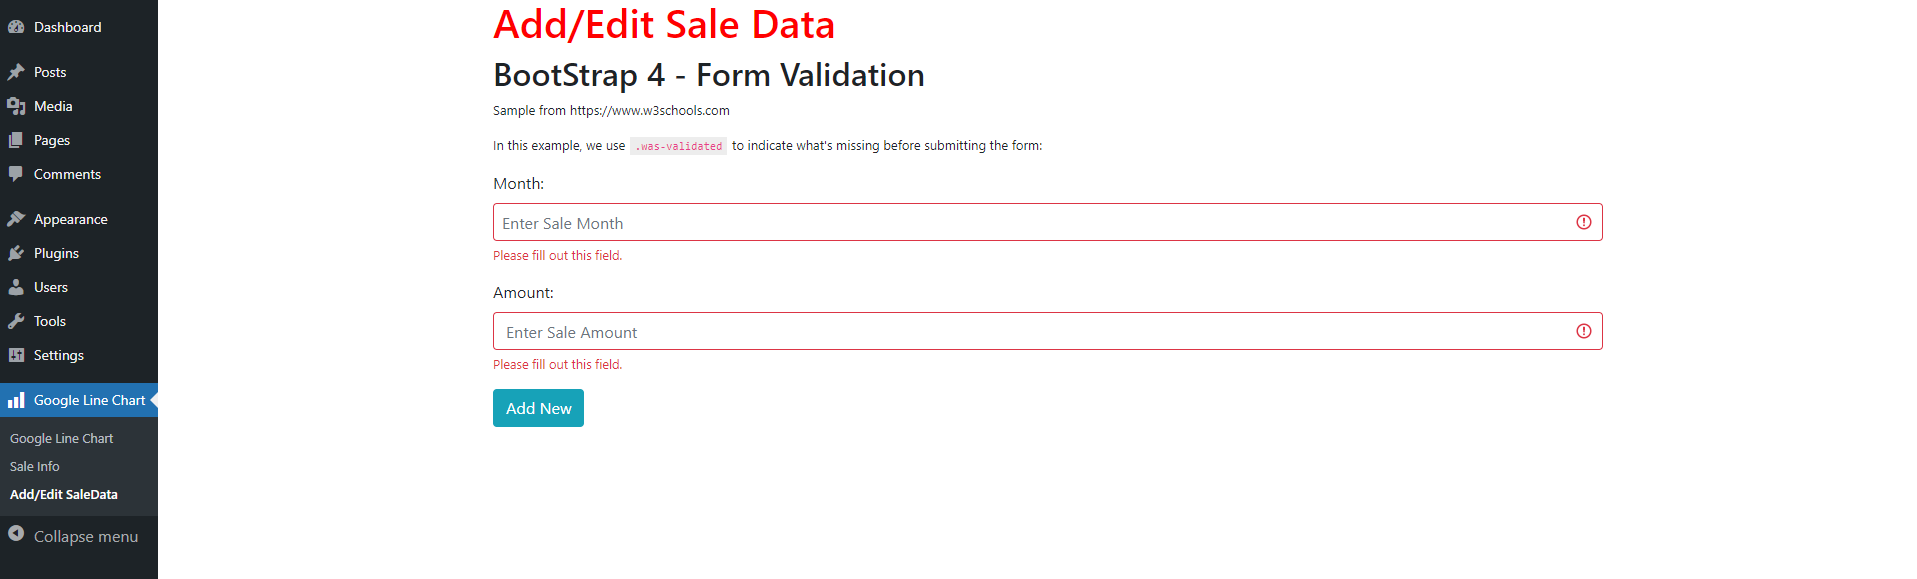 Dashboard
Posts
Media
Pages
Comments
Appearance
Plugins
Users
Tools
Settings
Google Line Chart
Google Line Chart
Sale Info
Add/Edit SaleData
Collapse menu
Add/Edit Sale Data
BootStrap 4 - Form Validation
Sample from https://www.w3schools.com
In this example, we use .was-validated to indicate what's missing before submitting the form:
Month:
Enter Sale Month
Please fill out this field.
Amount:
Enter Sale Amount
Please fill out this field.
Add New